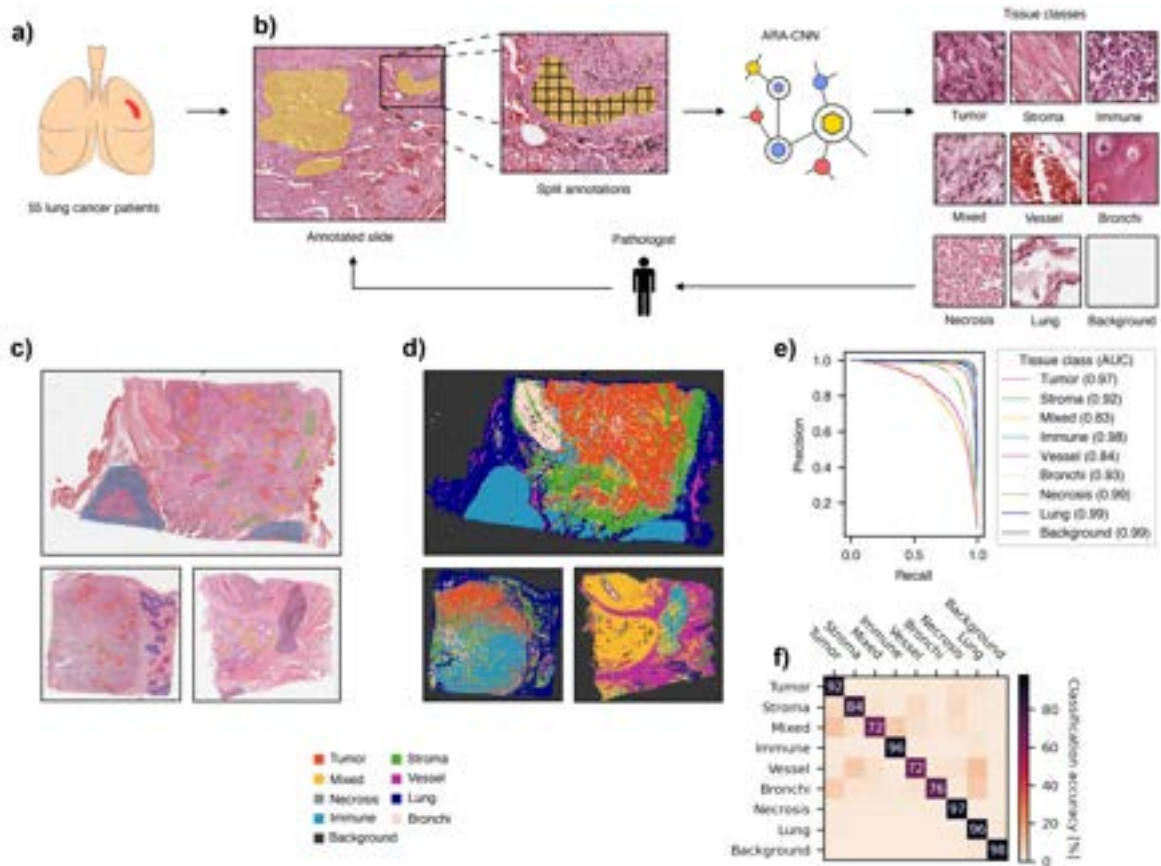 a)
b)
Tissue classes
ARA-CNN
Tumor
Stroma
Immune
55 lung cancer patients
Annotated slide
Split annotations
Mixed
Vessel
Bronchi
Pathologist
Necrosis
Lung
Background
c)
d)
e)
Precision
1.0
0.8
0.6
0.4
0.2
0.0
0.5
1.0
Recall
Tissue class (AUC)
Tumor (0.97)
Stroma (0.92)
Mixed (0.83)
Immune (0.98)
Vessel (0.84)
Bronchi (0.93)
Necrosis (0.99)
Lung (0.99)
Background (0.99)
Tumor
Mixed
Necrosis
Immune
Background
Stroma
Vessel
Lung
Bronchi
f)
Tumor
Stroma
Mixed
Immune
Vessel
Bronchi
Necrosis
Lung
Background
Tumor
Stroma
Mixed
Immune
Vessel
Bronchi
Necrosis
Lung
Background
92
84
72
96
72
76
97
96
98
80
60
40
20
0
Classification accuracy [%]